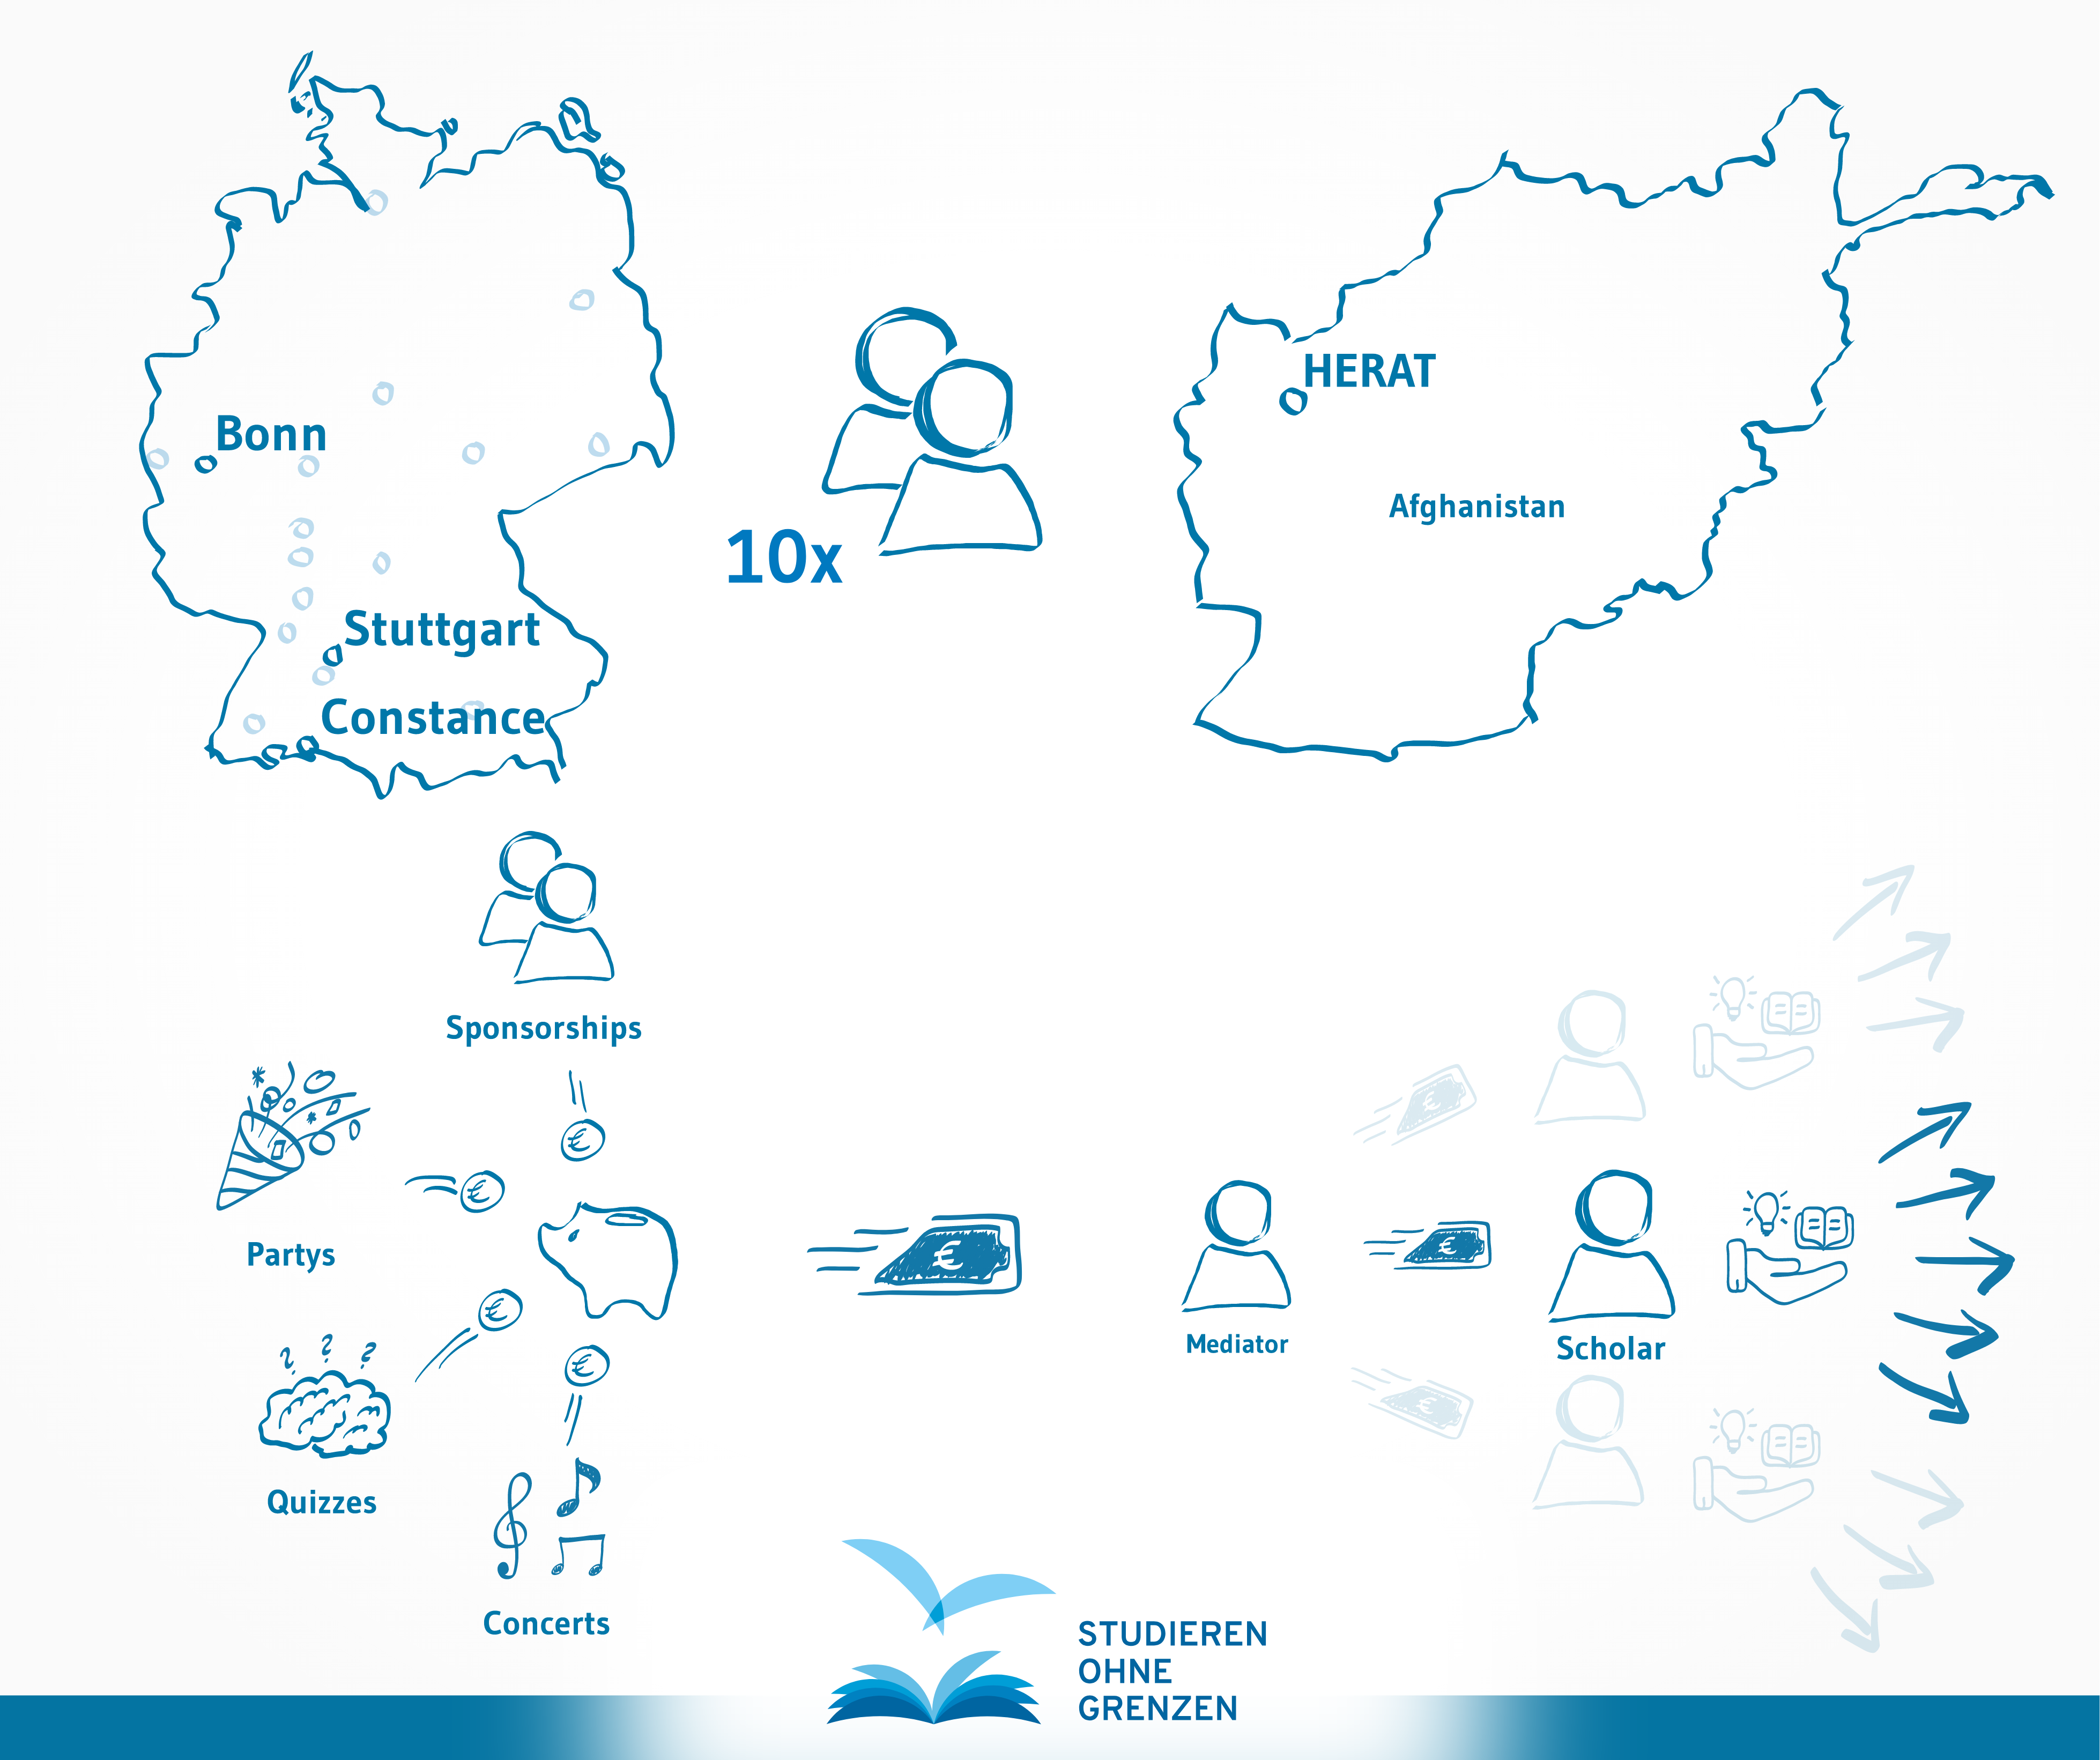 Bonn
Stuttgart
Constance
10x
HERAT
Afghanistan
Sponsorships
€
Partys
€
€
€
Mediator
€
Scholar
€
€
? ? ?
€
Quizzes
€
Concerts
STUDIEREN
OHNE
GRENZEN